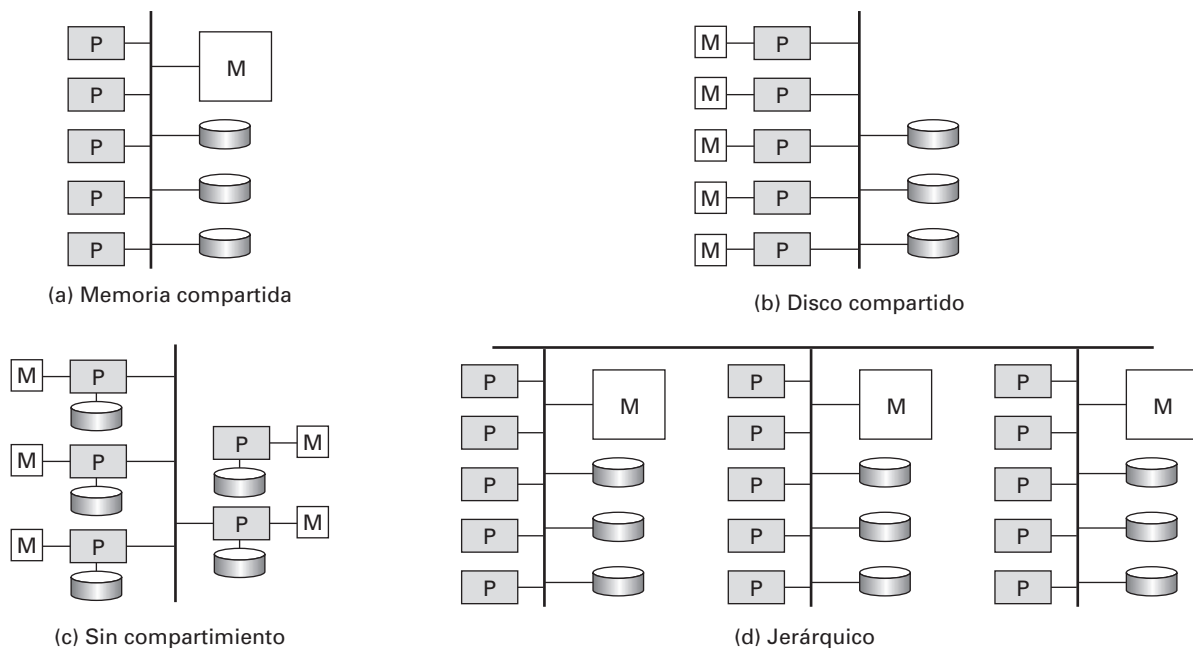 P
M
P
P
P
P
(a) Memoria compartida
M P
M P
M P
M P
M P
(b) Disco compartido
M P
P M
M P
P M
M P
(c) Sin compartimiento
P P P
M M M
P P P
P P P
P P P
P P P
(d) Jerárquico